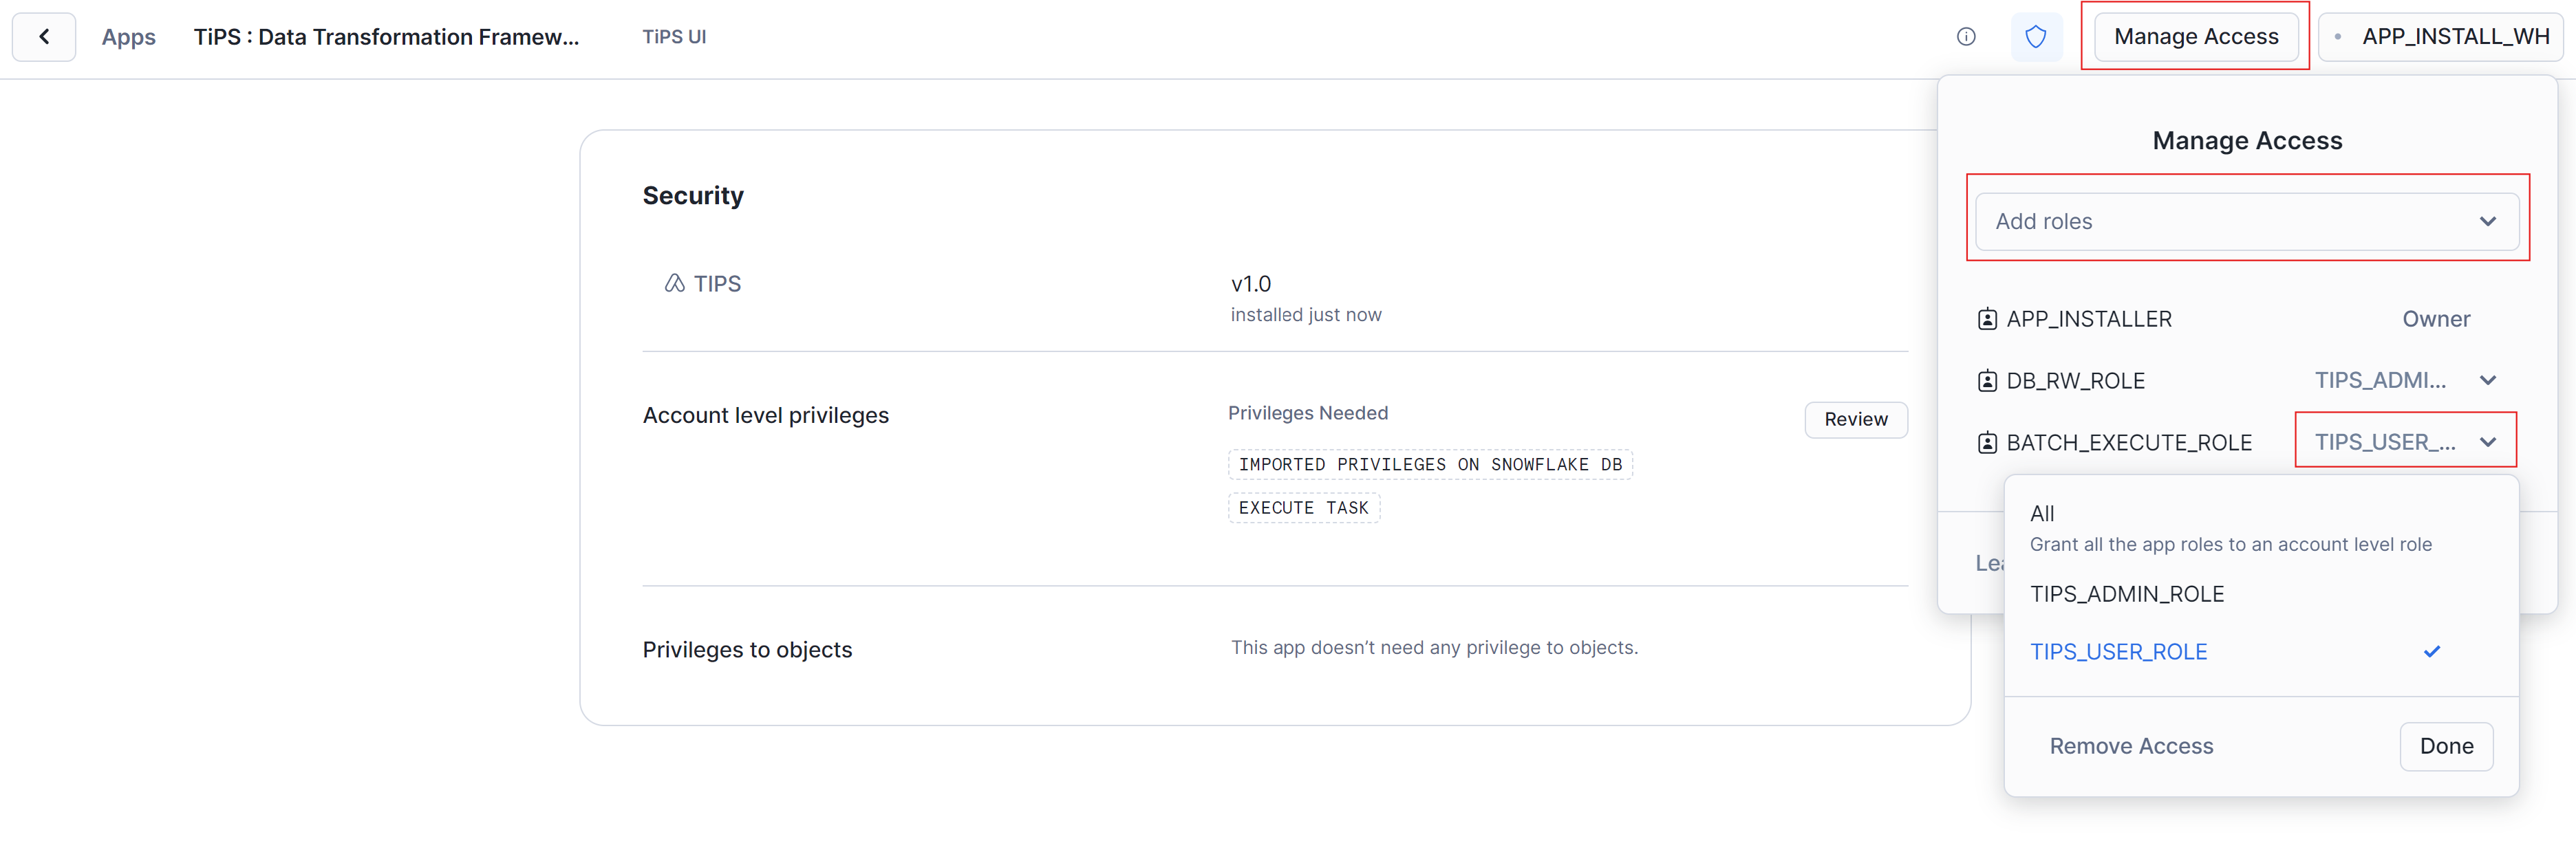 Apps
TiPS : Data Transformation Framew...
TiPS UI
Manage Access
APP_INSTALL_WH
Manage Access
Add roles
APP_INSTALLER
Owner
DB_RW_ROLE
TIPS_ADMI...
BATCH_EXECUTE_ROLE
TIPS_USER_...
All
Grant all the app roles to an account level role
TIPS_ADMIN_ROLE
TIPS_USER_ROLE
Remove Access
Done
Security
TIPS
v1.0
installed just now
Account level privileges
Privileges Needed
Review
IMPORTED PRIVILEGES ON SNOWFLAKE DB
EXECUTE TASK
Privileges to objects
This app doesn’t need any privilege to objects.